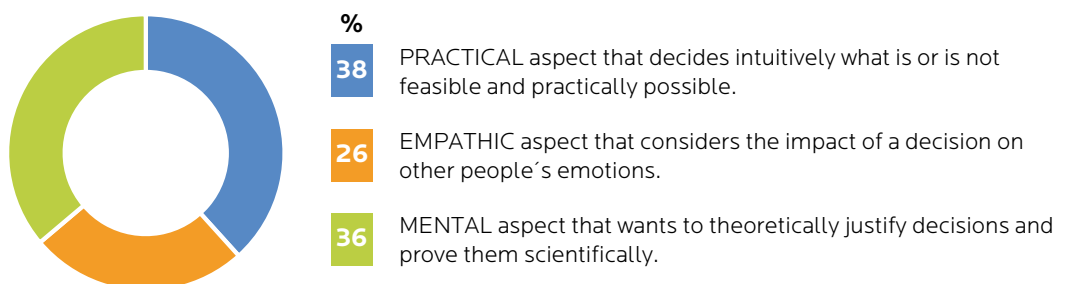 %
38 PRACTICAL aspect that decides intuitively what is or is not
feasible and practically possible.
26 EMPATHIC aspect that considers the impact of a decision on
other people´s emotions.
36 MENTAL aspect that wants to theoretically justify decisions and
prove them scientifically.